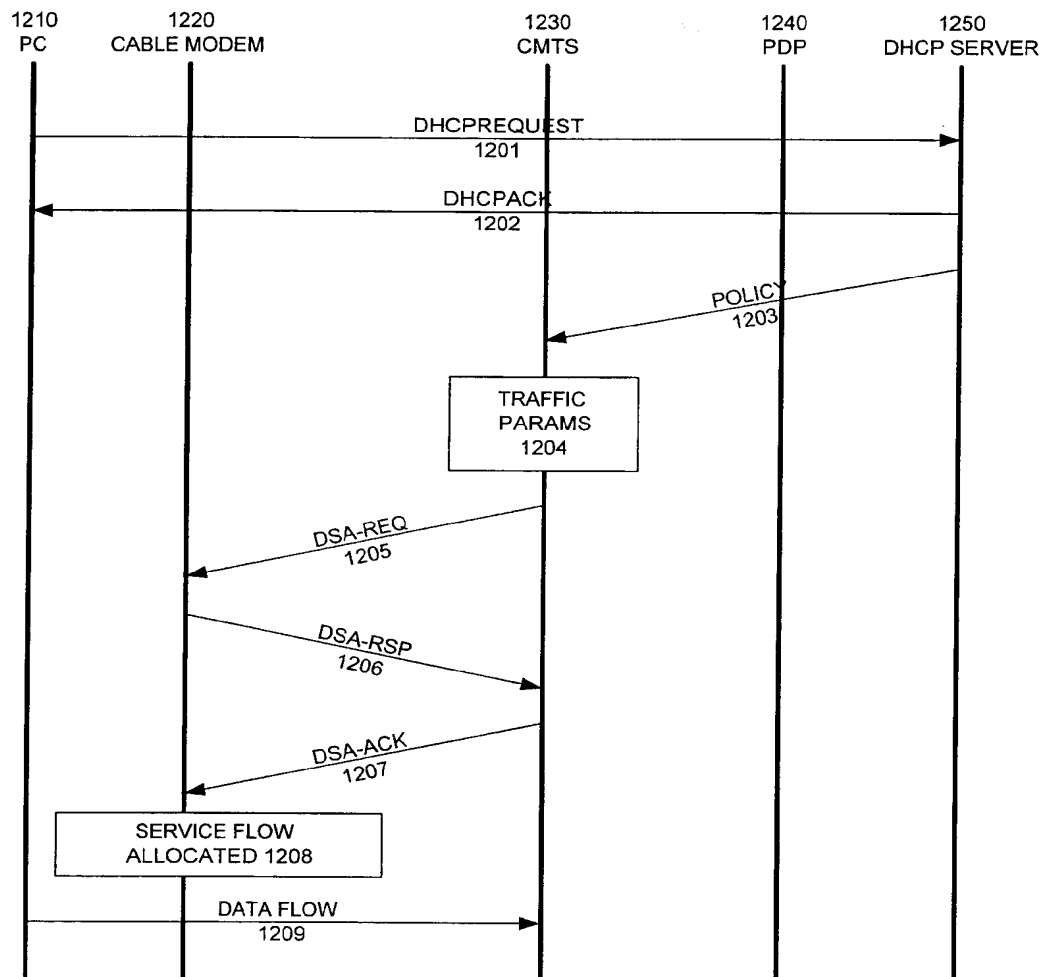 1210
PC
1220
CABLE MODEM
1230
CMTS
1240
PDP
1250
DHCP SERVER
DHCPREQUEST
1201
DHCPACK
1202
POLICY
1203
TRAFFIC
PARAMS
1204
DSA-REQ
1205
DSA-RSP
1206
DSA-ACK
1207
SERVICE FLOW
ALLOCATED 1208
DATA FLOW
1209